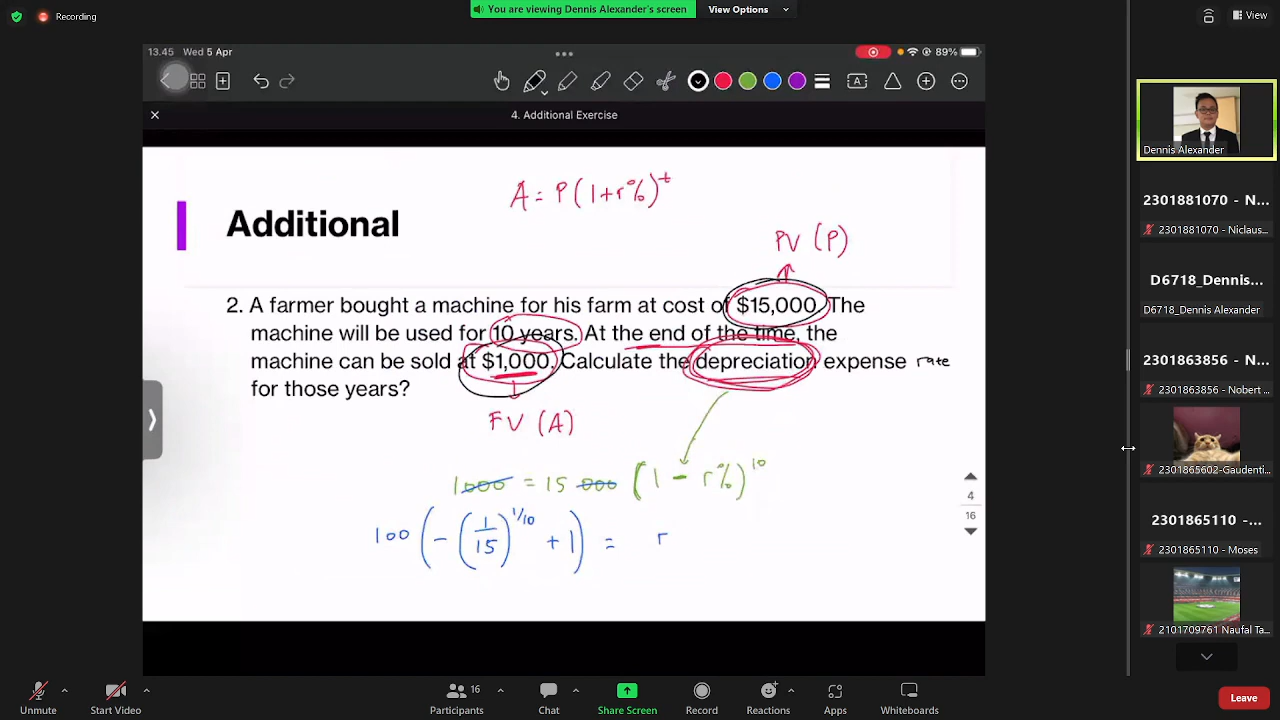 You are viewing Dennis Alexander's screen
View Options
Recording
View
13.45 Wed 5 Apr
89%
4. Additional Exercise
A = P(1+r%)^t
Additional
PV (P)
2. A farmer bought a machine for his farm at cost of $15,000. The
machine will be used for 10 years. At the end of the time, the
machine can be sold at $1,000. Calculate the depreciation expense rate
for those years?
FV (A)
1000 = 15 000 (1 - r%)^10
100 (-(1/15)^1/10 + 1) = r
4
16
Dennis Alexander
2301881070 - N...
2301881070 - Niclaus...
D6718_Dennis...
D6718_Dennis Alexander
2301863856 - N...
2301863856 - Nobert ...
2301865602-Gaudenti...
2301865110 - M...
2301865110 - Moses
2101709761 Naufal Ta...
Unmute
Start Video
16
Participants
Chat
Share Screen
Record
Reactions
Apps
Whiteboards
Leave